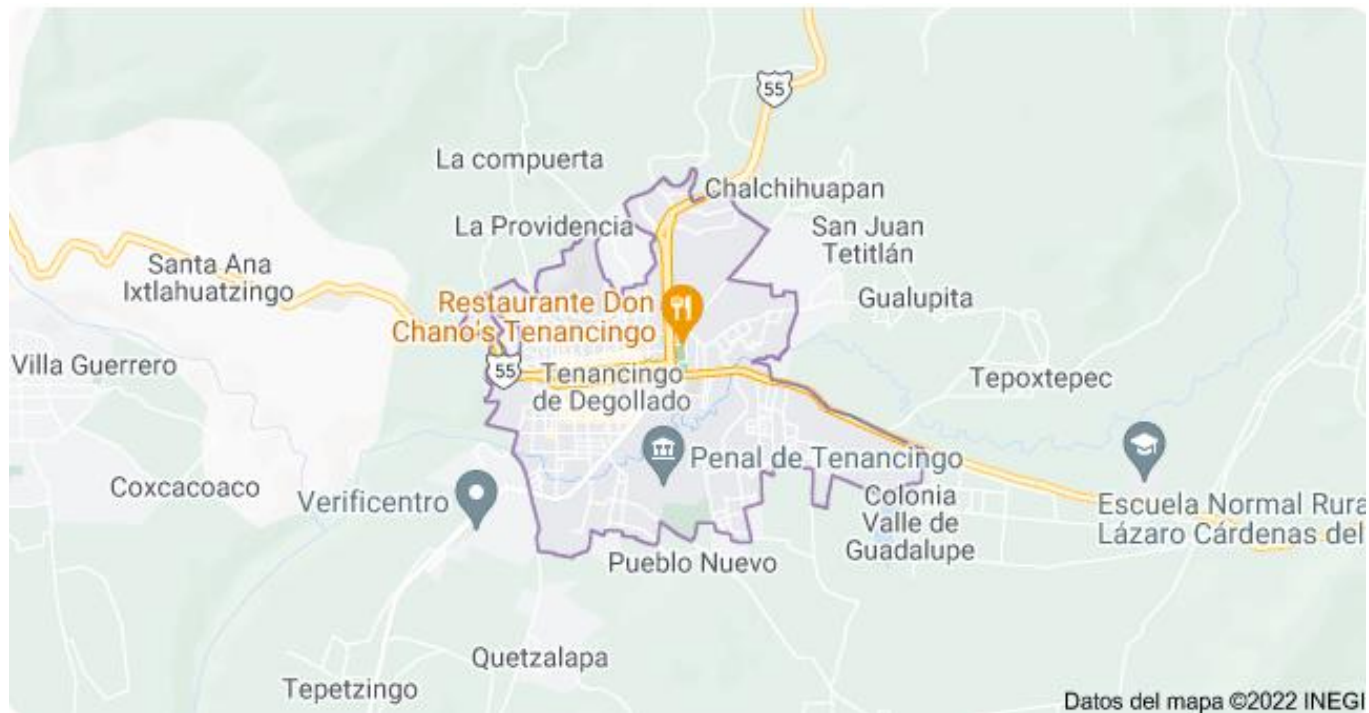 55
La compuerta
Chalchihuapan
La Providencia
San Juan
Tetitlán
Santa Ana
Ixtlahuatzingo
Gualupita
Restaurante Don
Chano's Tenancingo
Villa Guerrero
55
Tenancingo
de Degollado
Tepoxtepec
Penal de Tenancingo
Coxcacoaco
Verificentro
Colonia
Valle de
Guadalupe
Escuela Normal Rura
Lázaro Cárdenas del
Pueblo Nuevo
Quetzalapa
Tepetzingo
Datos del mapa ©2022 INEGI